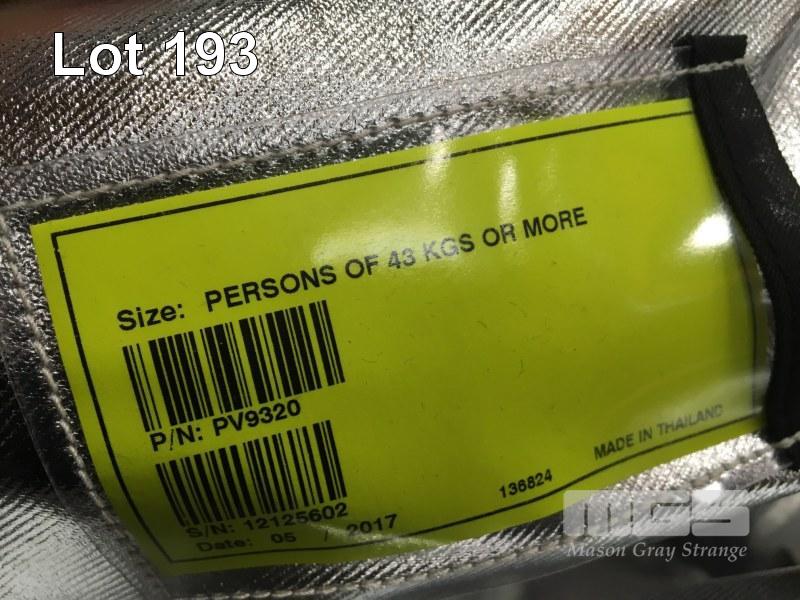 Lot 193
Size: PERSONS OF 43 KGS OR MORE
P/N: PV9320
S/N: 12125602
Date: 05 / 2017
136824
MADE IN THAILAND
MGS
Mason Gray Strange